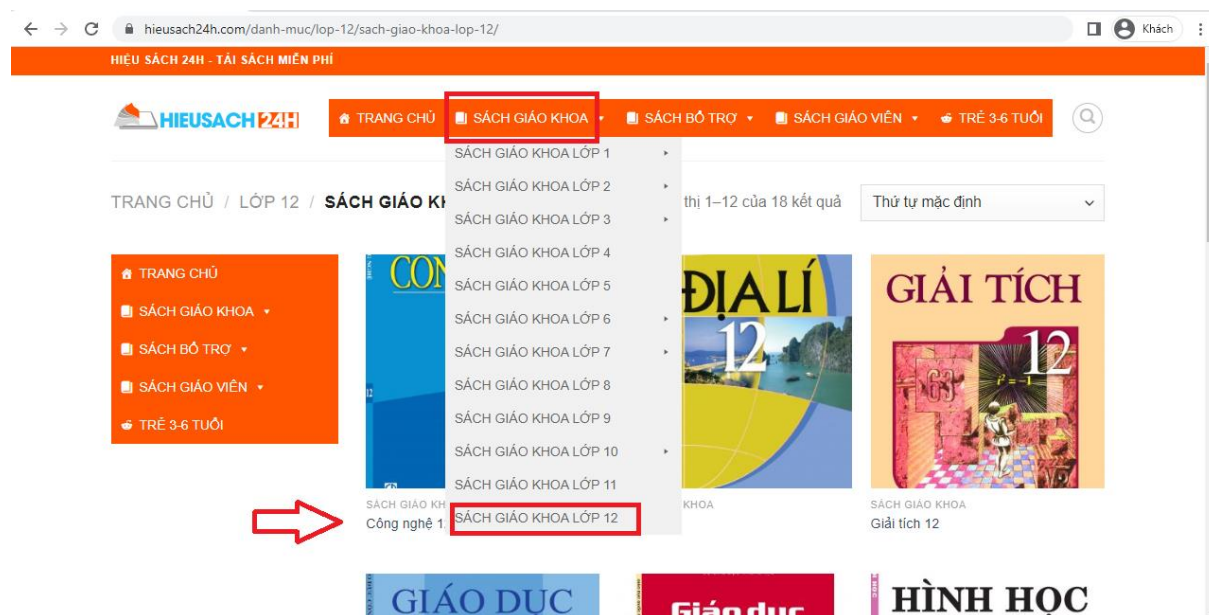 hieusach24h.com/danh-muc/lop-12/sach-giao-khoa-lop-12/
Khách
HIỆU SÁCH 24H - TẢI SÁCH MIỄN PHÍ
HIEUSACH 24H
TRANG CHỦ
SÁCH GIÁO KHOA
SÁCH BỔ TRỢ
SÁCH GIÁO VIÊN
TRẺ 3-6 TUỔI
SÁCH GIÁO KHOA LỚP 1
SÁCH GIÁO KHOA LỚP 2
SÁCH GIÁO KHOA LỚP 3
SÁCH GIÁO KHOA LỚP 4
SÁCH GIÁO KHOA LỚP 5
SÁCH GIÁO KHOA LỚP 6
SÁCH GIÁO KHOA LỚP 7
SÁCH GIÁO KHOA LỚP 8
SÁCH GIÁO KHOA LỚP 9
SÁCH GIÁO KHOA LỚP 10
SÁCH GIÁO KHOA LỚP 11
SÁCH GIÁO KHOA LỚP 12
TRANG CHỦ / LỚP 12 / SÁCH GIÁO KH
thị 1–12 của 18 kết quả
Thứ tự mặc định
TRANG CHỦ
SÁCH GIÁO KHOA
SÁCH BỔ TRỢ
SÁCH GIÁO VIÊN
TRẺ 3-6 TUỔI
CÔN
12
SÁCH GIÁO KH
Công nghệ 1
ĐỊA LÍ
12
KHOA
GIẢI TÍCH
12
i² = -1
SÁCH GIÁO KHOA
Giải tích 12
GIÁO DỤC
Giáo dục
HÌNH HỌC